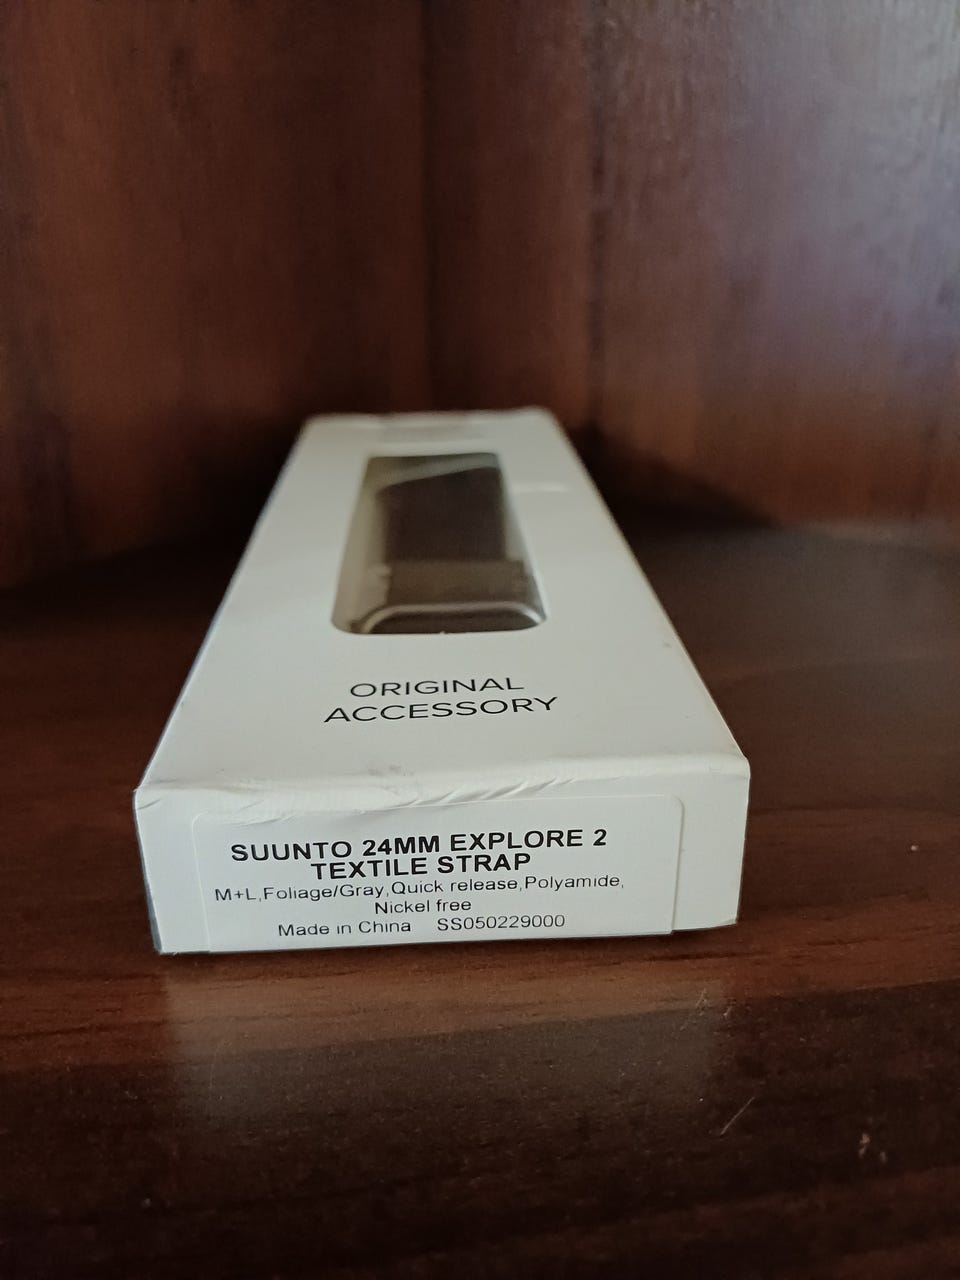 ORIGINAL
ACCESSORY
SUUNTO 24MM EXPLORE 2
TEXTILE STRAP
M+L,Foliage/Gray,Quick release,Polyamide,
Nickel free
Made in China SS050229000